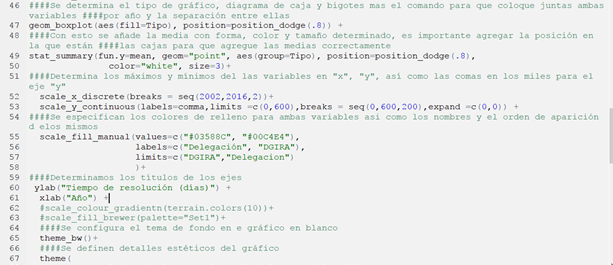 46 ####Se determina el tipo de gráfico, diagrama de caja y bigotes mas el comando para que coloque juntas ambas
variables ####por año y la separación entre ellas
47 geom_boxplot(aes(fill=Tipo), position=position_dodge(.8)) +
48 ####Con esto se añade la media con forma, color y tamaño determinado, es importante agregar la posición en
la que están ####las cajas para que agregue las medias correctamente
49 stat_summary(fun.y=mean, geom="point", aes(group=Tipo), position=position_dodge(.8),
50 color="white", size=3)+
51 ####Determina los máximos y mínimos del las variables en "x", "y", así como las comas en los miles para el
eje "y"
52 scale_x_discrete(breaks = seq(2002,2016,2))+
53 scale_y_continuous(labels=comma,limits =c(0,600),breaks = seq(0,600,200),expand =c(0,0)) +
54 ####Se especifican los colores de relleno para ambas variables así como los nombres y el orden de aparición
d elos mismos
55 scale_fill_manual(values=c("#03588C", "#00C4E4"),
56 labels=c("Delegación", "DGIRA"),
57 limits=c("DGIRA","Delegacion")
58 )+
59 ####Determinamos los titulos de los ejes
60 ylab("Tiempo de resolución (días)") +
61 xlab("Año") +
62 #scale_colour_gradientn(terrain.colors(10))+
63 #scale_fill_brewer(palette="Set1")+
64 ####Se configura el tema de fondo en e gráfico en blanco
65 theme_bw()+
66 ####Se definen detalles estéticos del gráfico
67 theme(